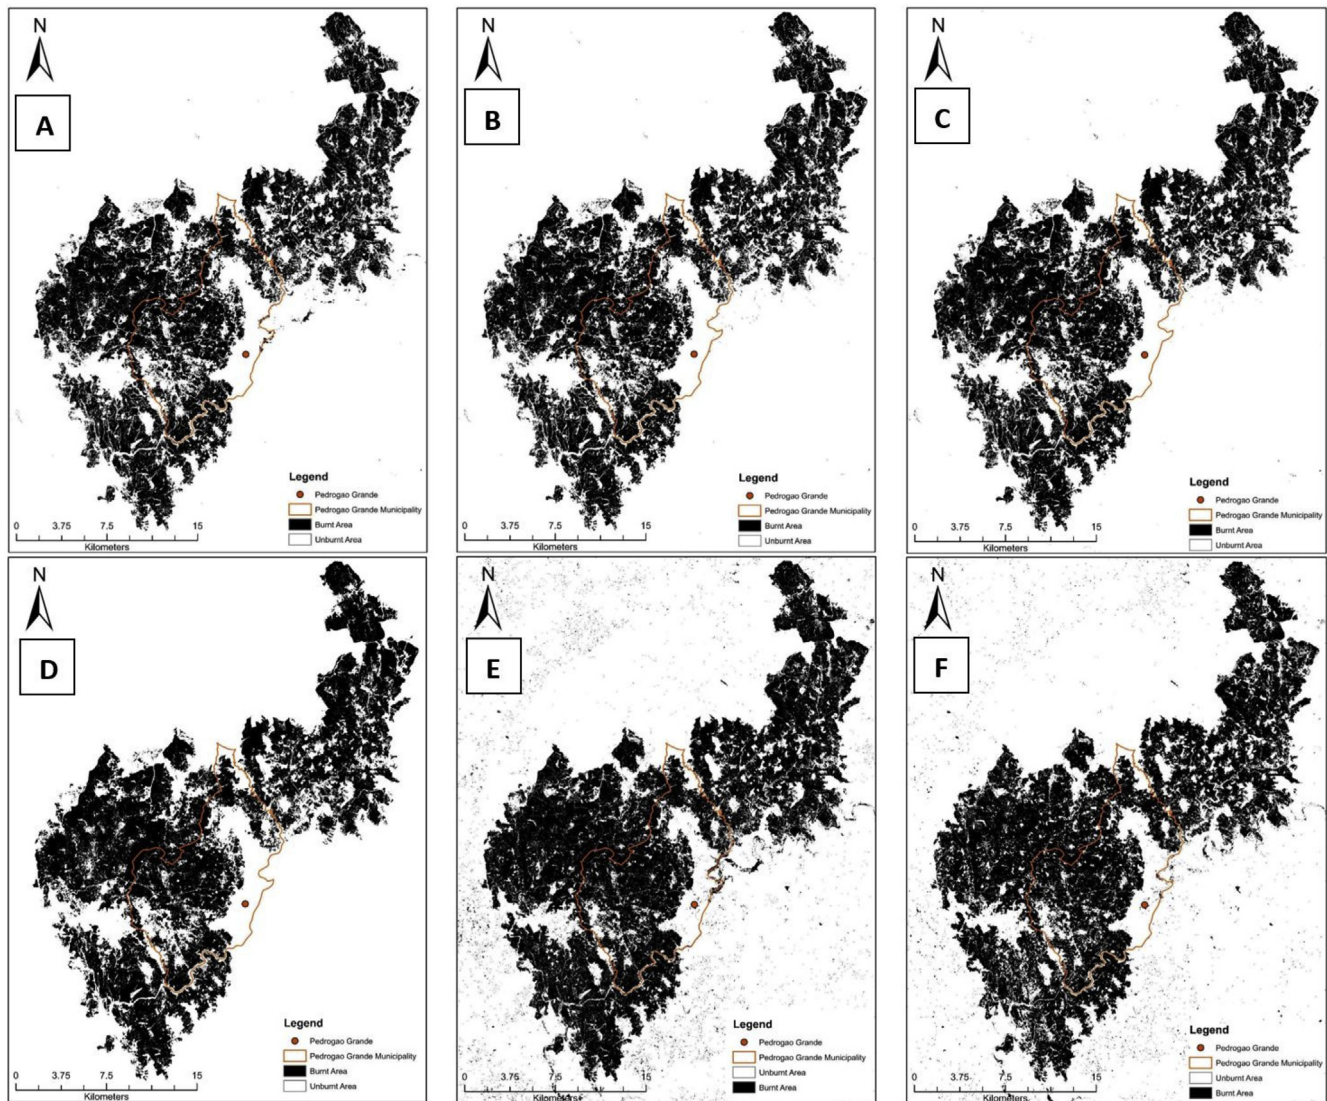 N
A
Legend
Pedrogao Grande
Pedrogao Grande Municipality
Burnt Area
Unburnt Area
0 3.75 7.5 15
Kilometers
N
B
Legend
Pedrogao Grande
Pedrogao Grande Municipality
Burnt Area
Unburnt Area
0 3.75 7.5 15
Kilometers
N
C
Legend
Pedrogao Grande
Pedrogao Grande Municipality
Burnt Area
Unburnt Area
0 3.75 7.5 15
Kilometers
N
D
Legend
Pedrogao Grande
Pedrogao Grande Municipality
Burnt Area
Unburnt Area
0 3.75 7.5 15
Kilometers
N
E
Legend
Pedrogao Grande
Pedrogao Grande Municipality
Unburnt Area
Burnt Area
0 3.75 7.5 15
Kilometers
N
F
Legend
Pedrogao Grande
Pedrogao Grande Municipality
Unburnt Area
Burnt Area
0 3.75 7.5 15
Kilometers